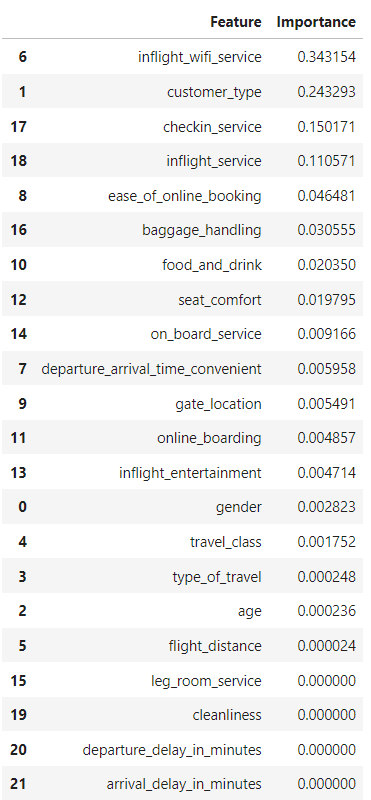 Feature Importance
6 inflight_wifi_service 0.343154
1 customer_type 0.243293
17 checkin_service 0.150171
18 inflight_service 0.110571
8 ease_of_online_booking 0.046481
16 baggage_handling 0.030555
10 food_and_drink 0.020350
12 seat_comfort 0.019795
14 on_board_service 0.009166
7 departure_arrival_time_convenient 0.005958
9 gate_location 0.005491
11 online_boarding 0.004857
13 inflight_entertainment 0.004714
0 gender 0.002823
4 travel_class 0.001752
3 type_of_travel 0.000248
2 age 0.000236
5 flight_distance 0.000024
15 leg_room_service 0.000000
19 cleanliness 0.000000
20 departure_delay_in_minutes 0.000000
21 arrival_delay_in_minutes 0.000000